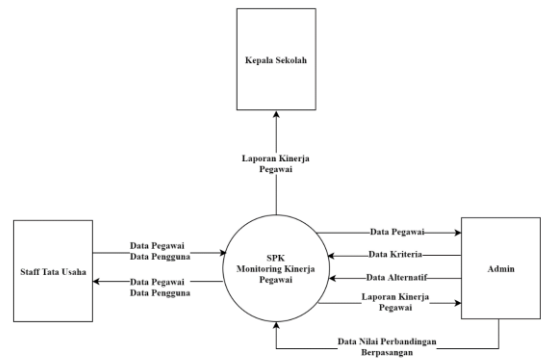 Kepala Sekolah
Laporan Kinerja
Pegawai
Staff Tata Usaha
Data Pegawai
Data Pengguna
Data Pegawai
Data Pengguna
SPK
Monitoring Kinerja
Pegawai
Data Pegawai
Data Kriteria
Data Alternatif
Laporan Kinerja
Pegawai
Admin
Data Nilai Perbandingan
Berpasangan